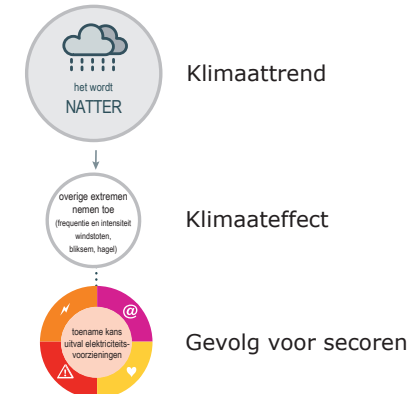 het wordt
NATTER
Klimaattrend
overige extremen
nemen toe
(frequentie en intensiteit
windstoten,
bliksem, hagel)
Klimaateffect
@
toename kans
uitval elektriciteits-
voorzieningen
Gevolg voor secoren